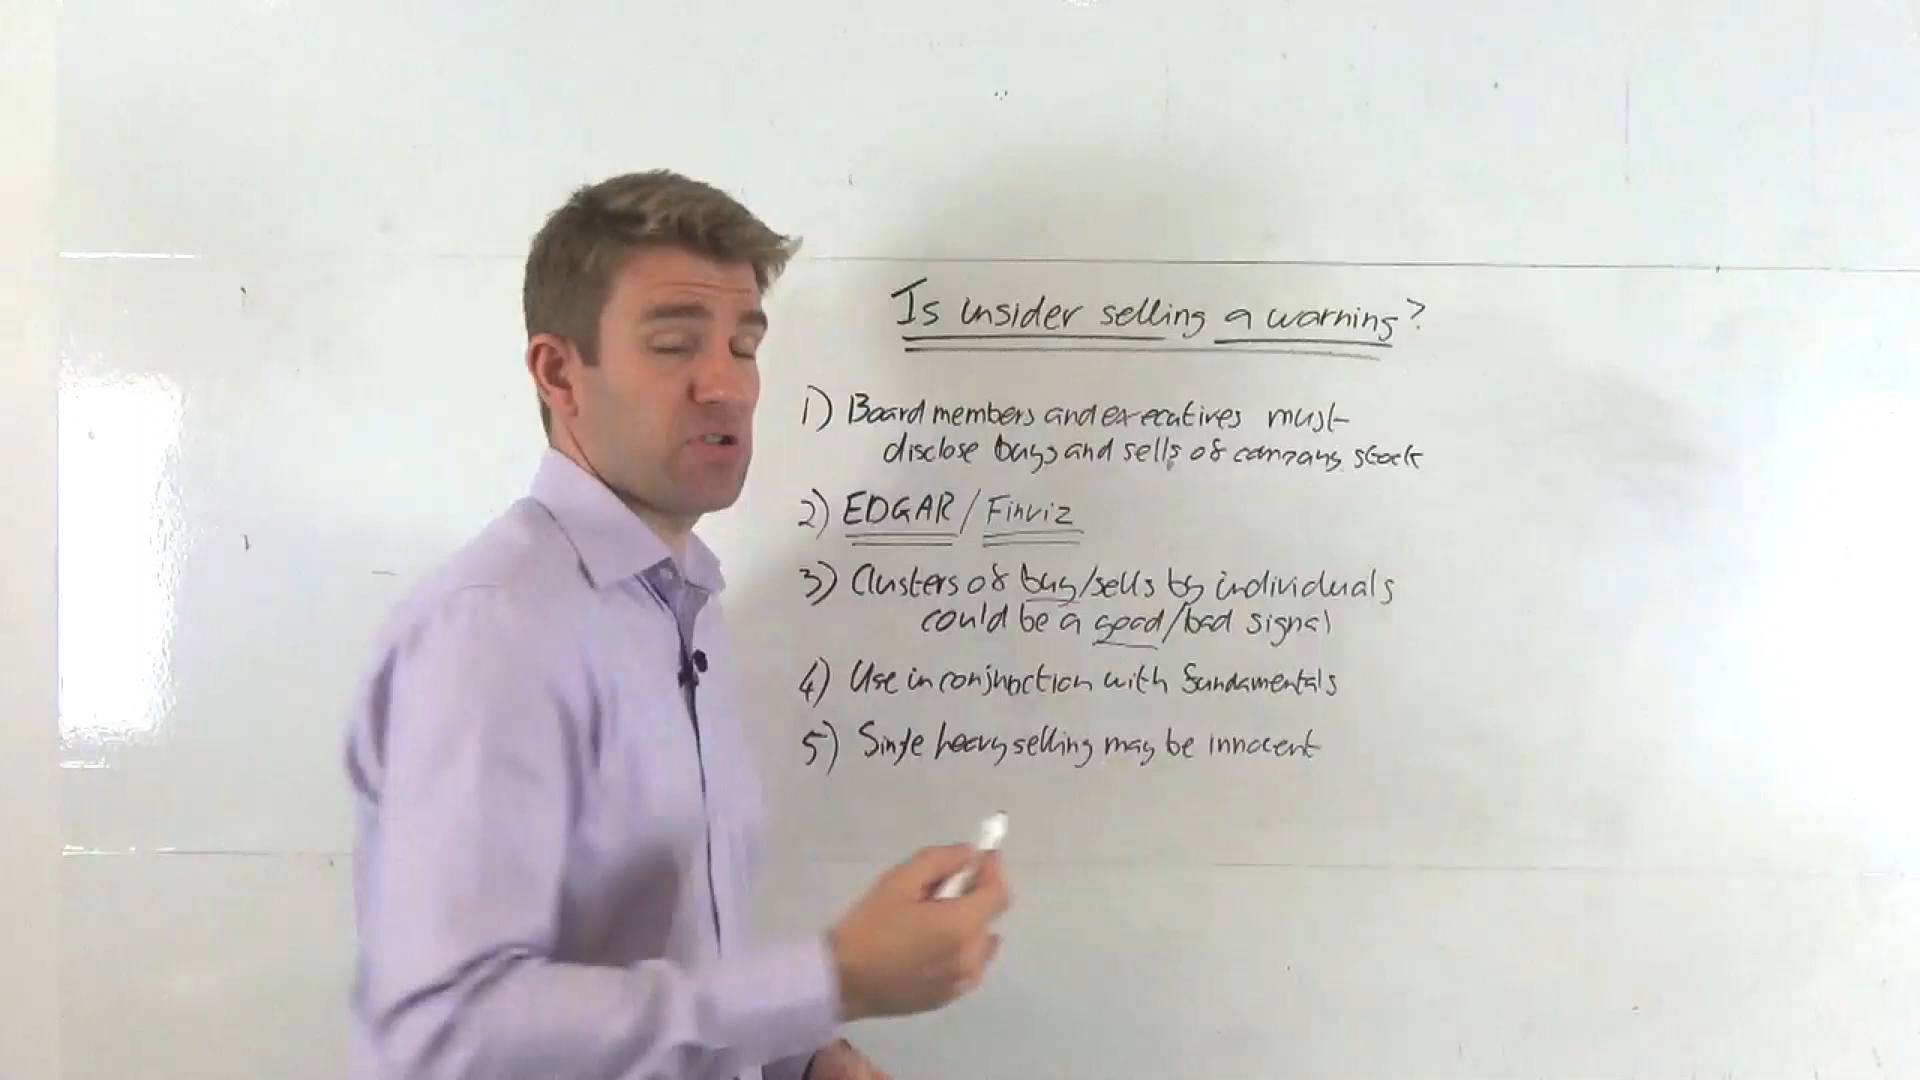 Is insider selling a warning?
1) Board members and executives must
disclose buys and sells of company stock
2) EDGAR / Finviz
3) Clusters of buy/sells by individuals
could be a good/bad signal
4) Use in conjunction with fundamentals
5) Single heavy selling may be innocent